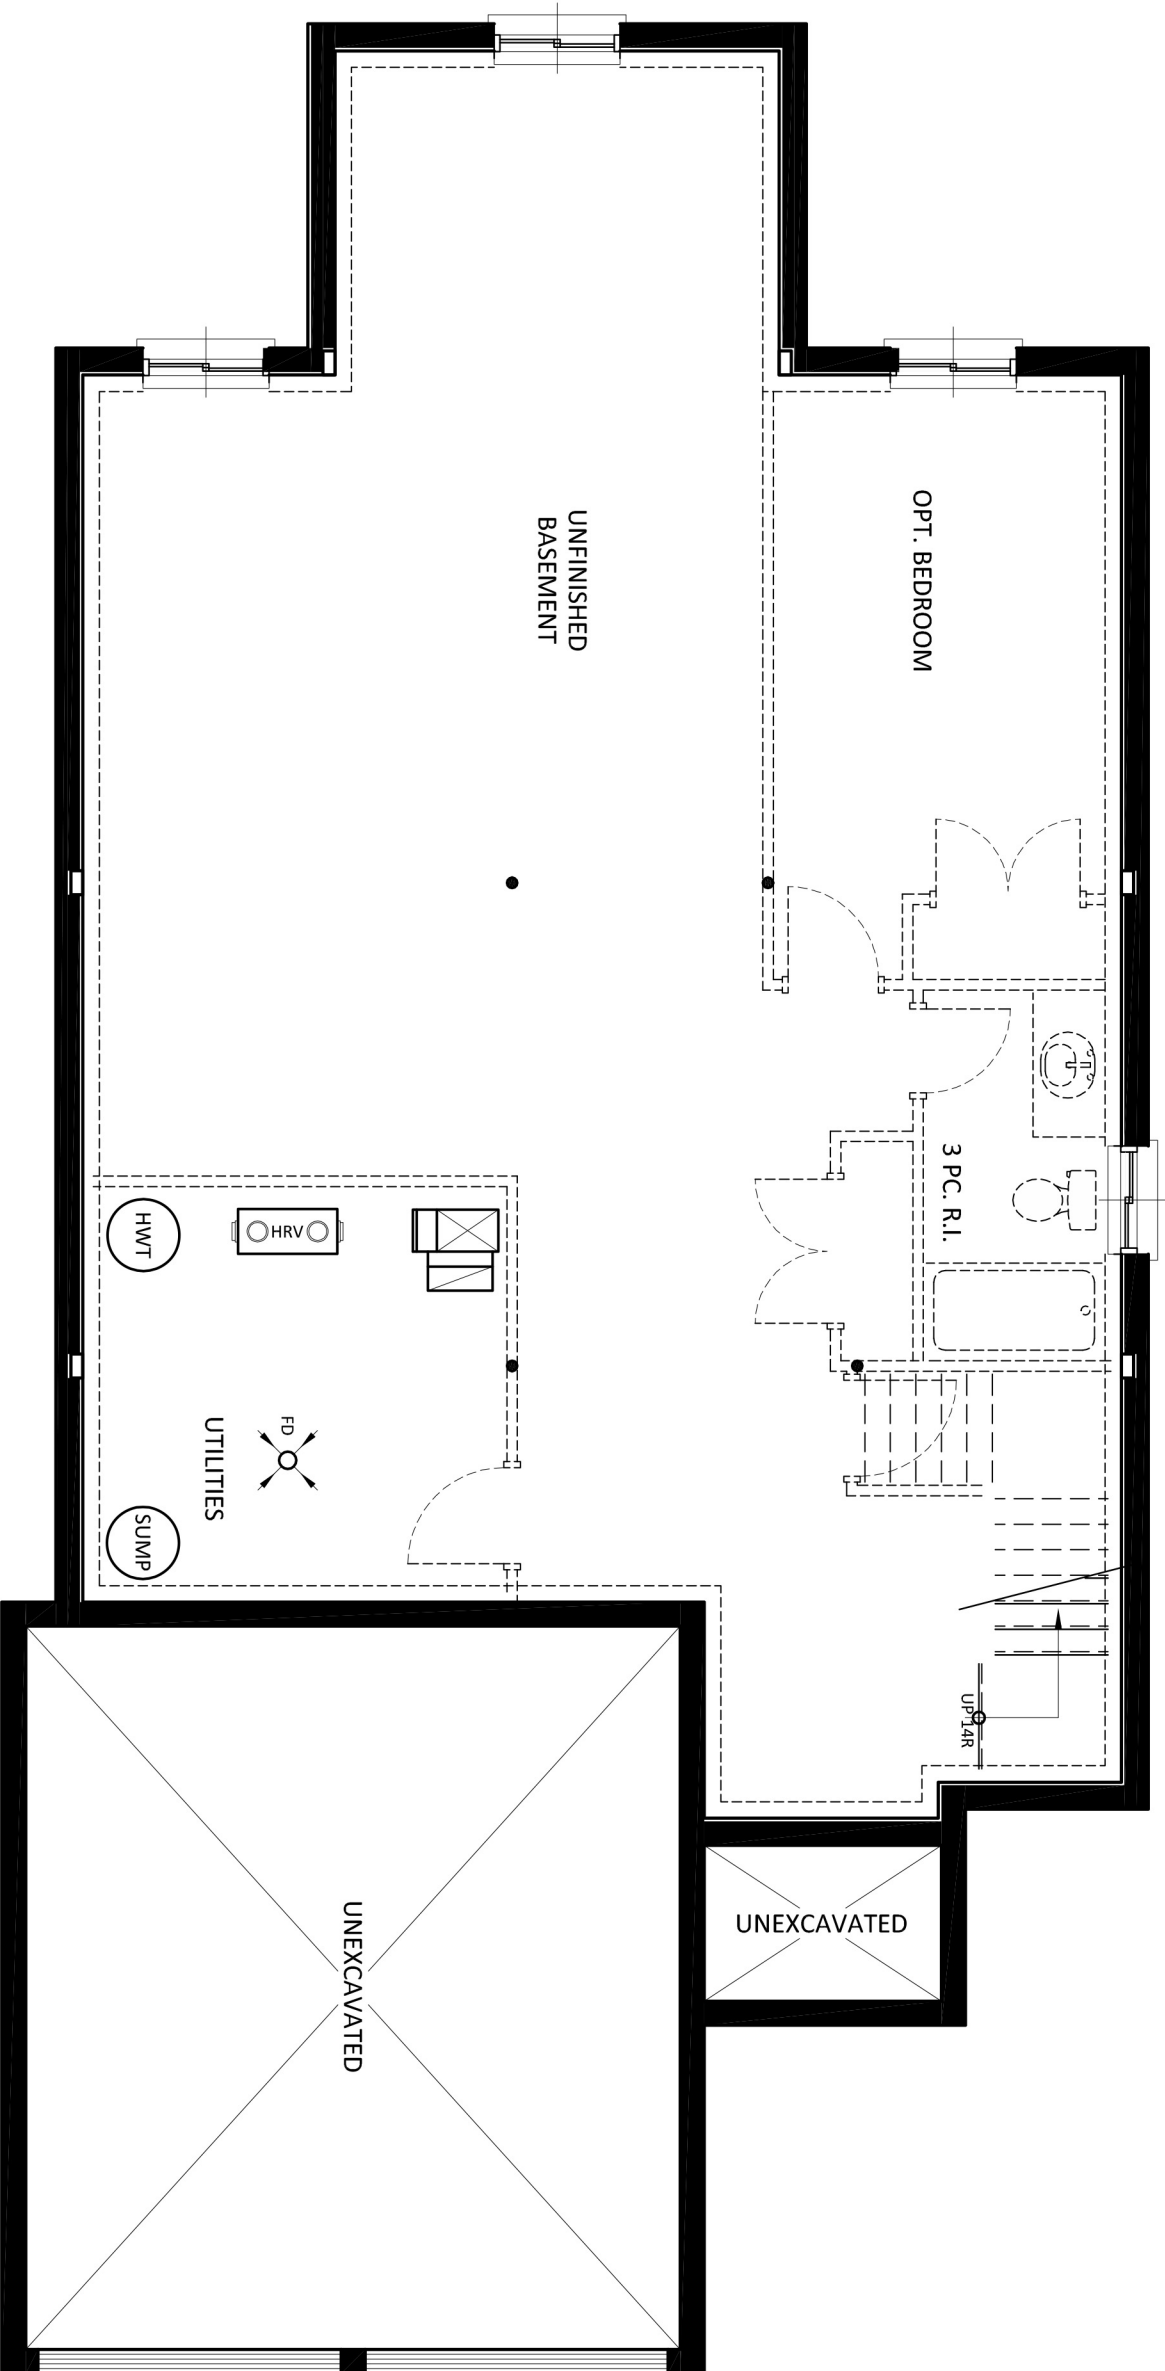 OPT. BEDROOM
UNFINISHED
BASEMENT
3 PC. R.I.
HWT
HRV
FD
UTILITIES
SUMP
UP 14R
UNEXCAVATED
UNEXCAVATED